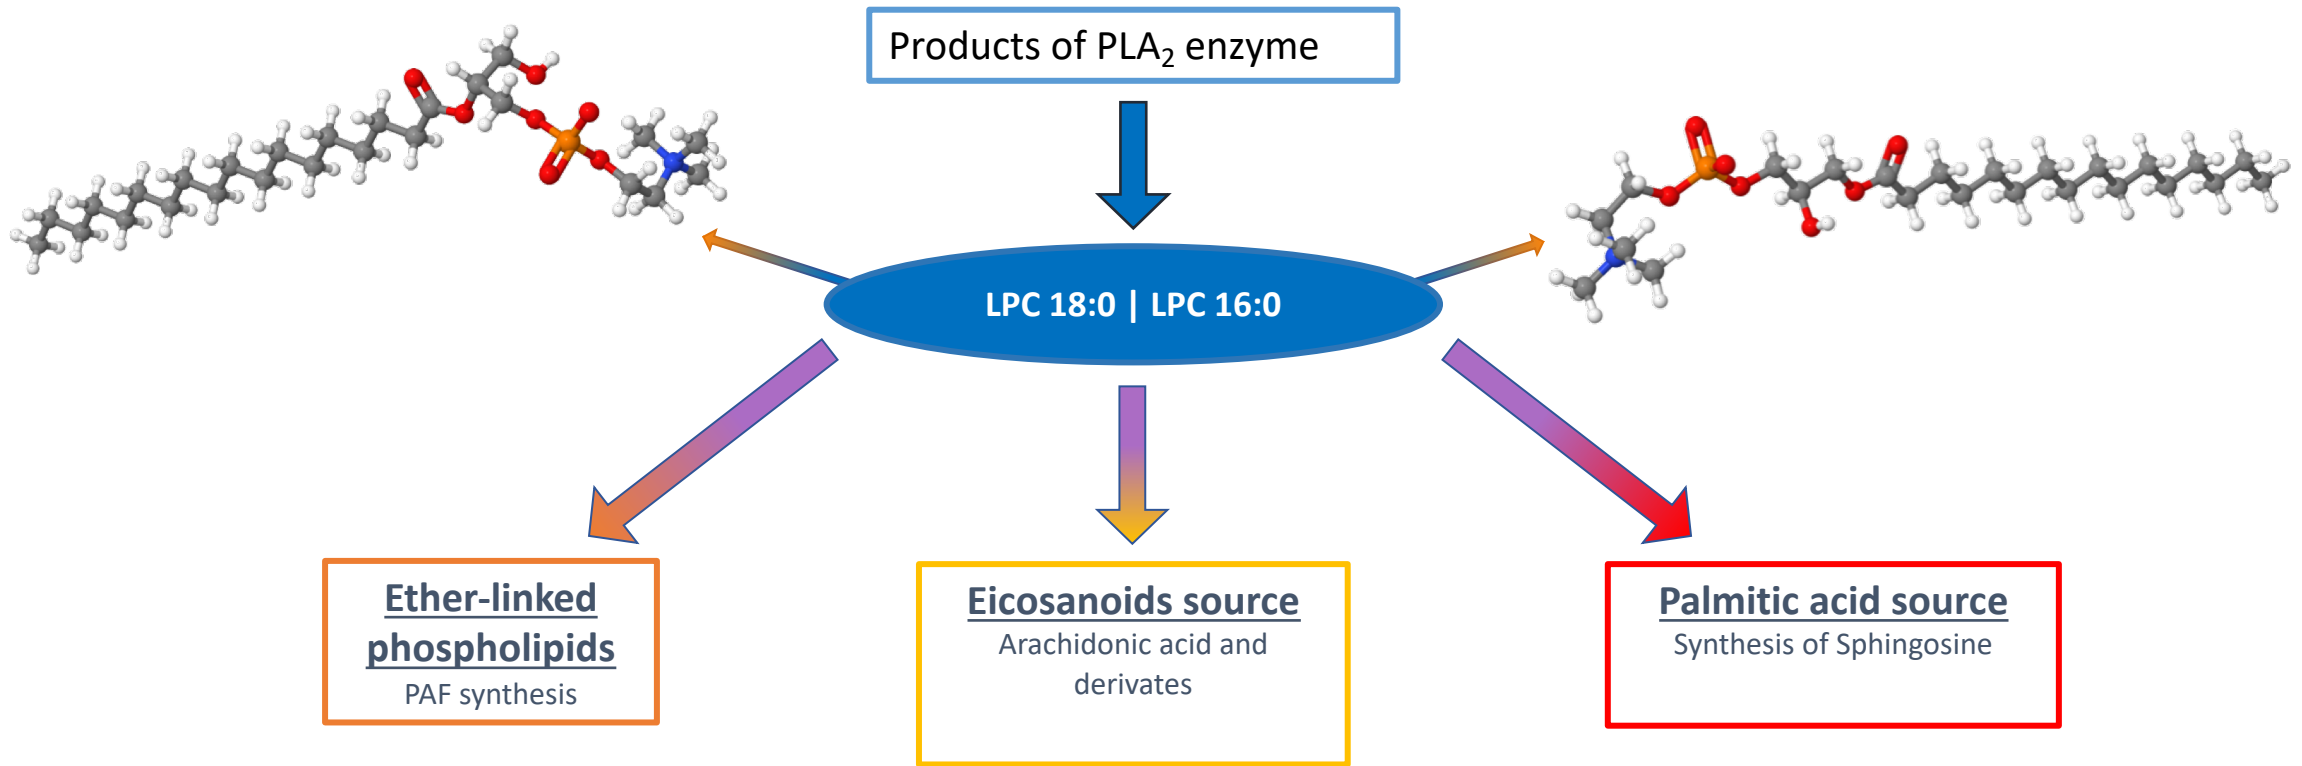 Products of PLA₂ enzyme
LPC 18:0 | LPC 16:0
Ether-linked
phospholipids
PAF synthesis
Eicosanoids source
Arachidonic acid and
derivates
Palmitic acid source
Synthesis of Sphingosine